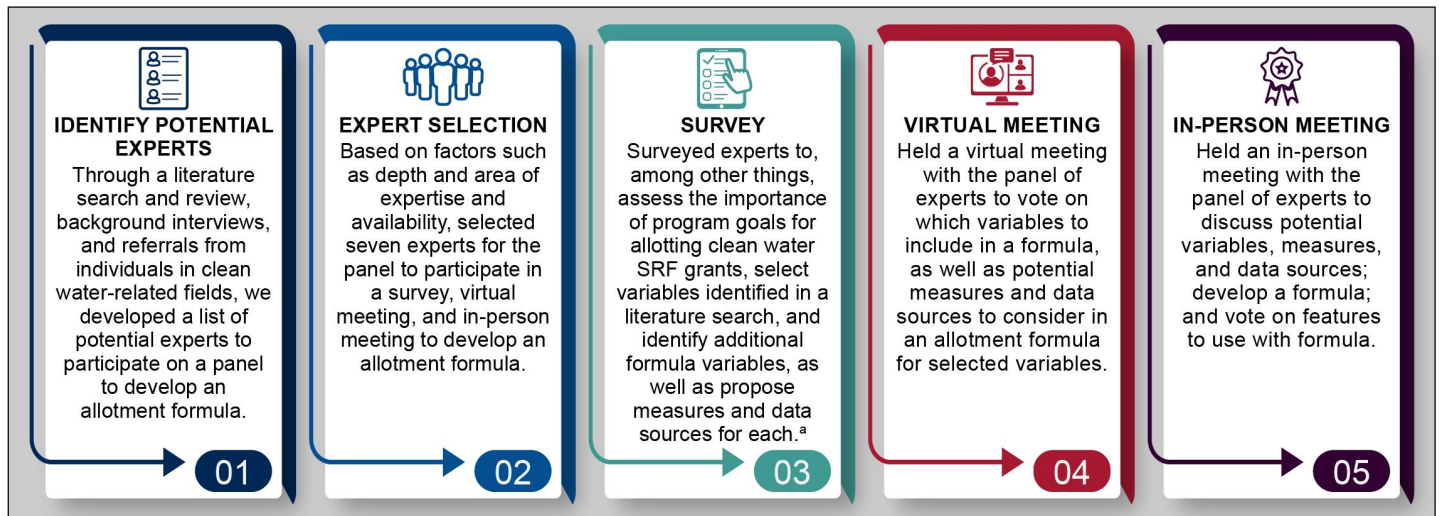 IDENTIFY POTENTIAL
EXPERTS
Through a literature
search and review,
background interviews,
and referrals from
individuals in clean
water-related fields, we
developed a list of
potential experts to
participate on a panel
to develop an
allotment formula.
01
EXPERT SELECTION
Based on factors such
as depth and area of
expertise and
availability, selected
seven experts for the
panel to participate in
a survey, virtual
meeting, and in-person
meeting to develop an
allotment formula.
02
SURVEY
Surveyed experts to,
among other things,
assess the importance
of program goals for
allotting clean water
SRF grants, select
variables identified in a
literature search, and
identify additional
formula variables, as
well as propose
measures and data
sources for each.ª
03
VIRTUAL MEETING
Held a virtual meeting
with the panel of
experts to vote on
which variables to
include in a formula,
as well as potential
measures and data
sources to consider in
an allotment formula
for selected variables.
04
IN-PERSON MEETING
Held an in-person
meeting with the
panel of experts to
discuss potential
variables, measures,
and data sources;
develop a formula;
and vote on features
to use with formula.
05